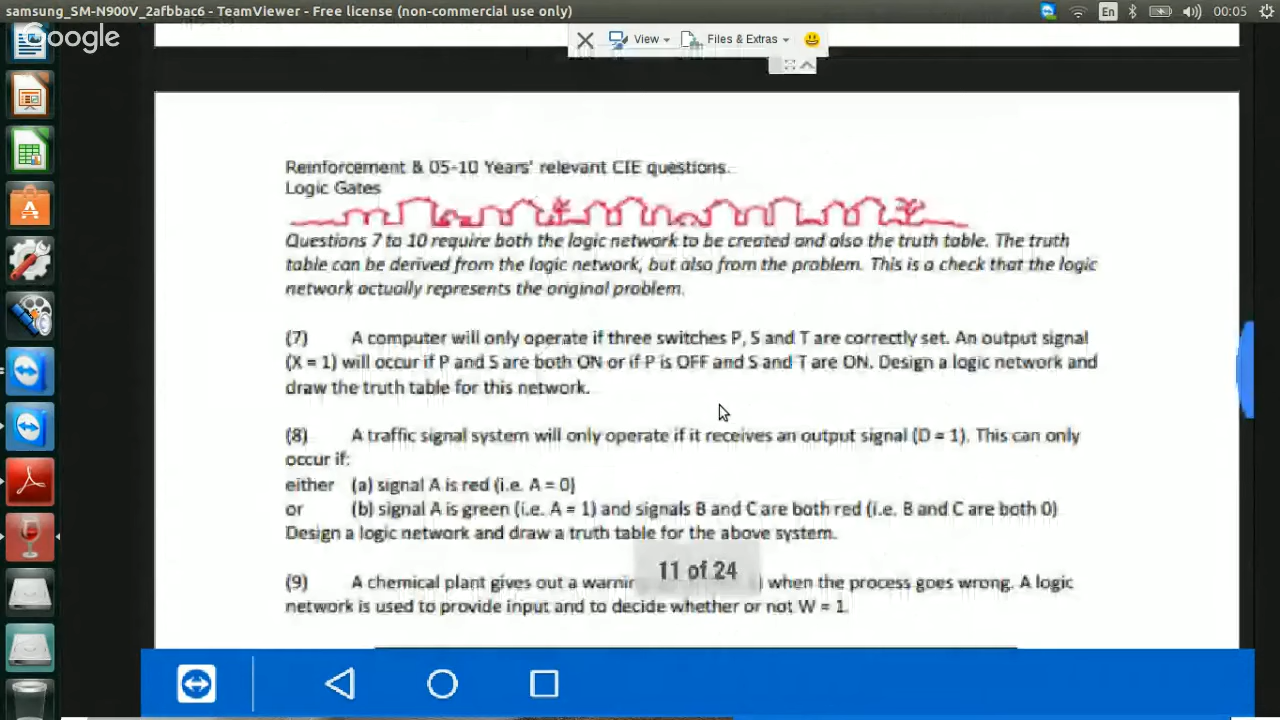 samsung_SM-N900V_2afbbac6 - TeamViewer - Free license (non-commercial use only)
En
00:05
Google
View
Files & Extras
Reinforcement & 05-10 Years' relevant CIE questions.
Logic Gates
Questions 7 to 10 require both the logic network to be created and also the truth table. The truth
table can be derived from the logic network, but also from the problem. This is a check that the logic
network actually represents the original problem.
(7) A computer will only operate if three switches P, S and T are correctly set. An output signal
(X = 1) will occur if P and S are both ON or if P is OFF and S and T are ON. Design a logic network and
draw the truth table for this network.
(8) A traffic signal system will only operate if it receives an output signal (D = 1). This can only
occur if:
either (a) signal A is red (i.e. A = 0)
or (b) signal A is green (i.e. A = 1) and signals B and C are both red (i.e. B and C are both 0)
Design a logic network and draw a truth table for the above system.
11 of 24
(9) A chemical plant gives out a warnin ) when the process goes wrong. A logic
network is used to provide input and to decide whether or not W = 1.